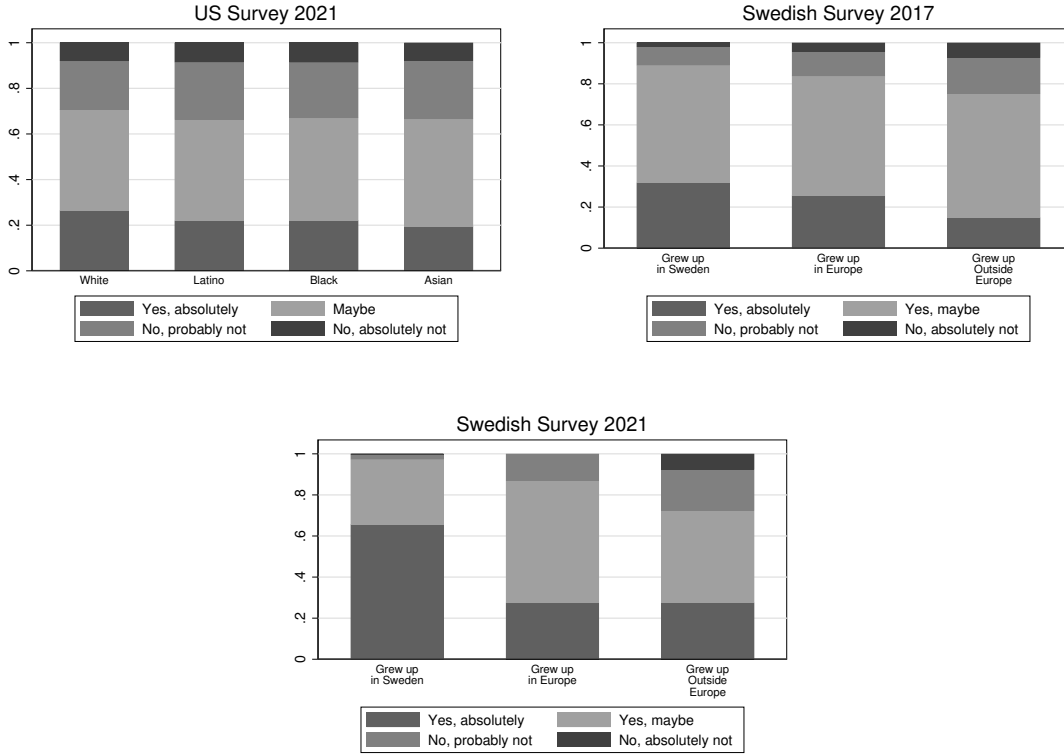 US Survey 2021
1
.8
.6
.4
.2
0
White Latino Black Asian
Yes, absolutely Maybe
No, probably not No, absolutely not
Swedish Survey 2017
1
.8
.6
.4
.2
0
Grew up Grew up Grew up
in Sweden in Europe Outside
Europe
Yes, absolutely Yes, maybe
No, probably not No, absolutely not
Swedish Survey 2021
1
.8
.6
.4
.2
0
Grew up Grew up Grew up
in Sweden in Europe Outside
Europe
Yes, absolutely Yes, maybe
No, probably not No, absolutely not